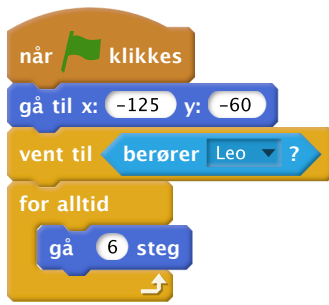 når klikkes
gå til x: -125 y: -60
vent til berører Leo ?
for alltid
gå 6 steg